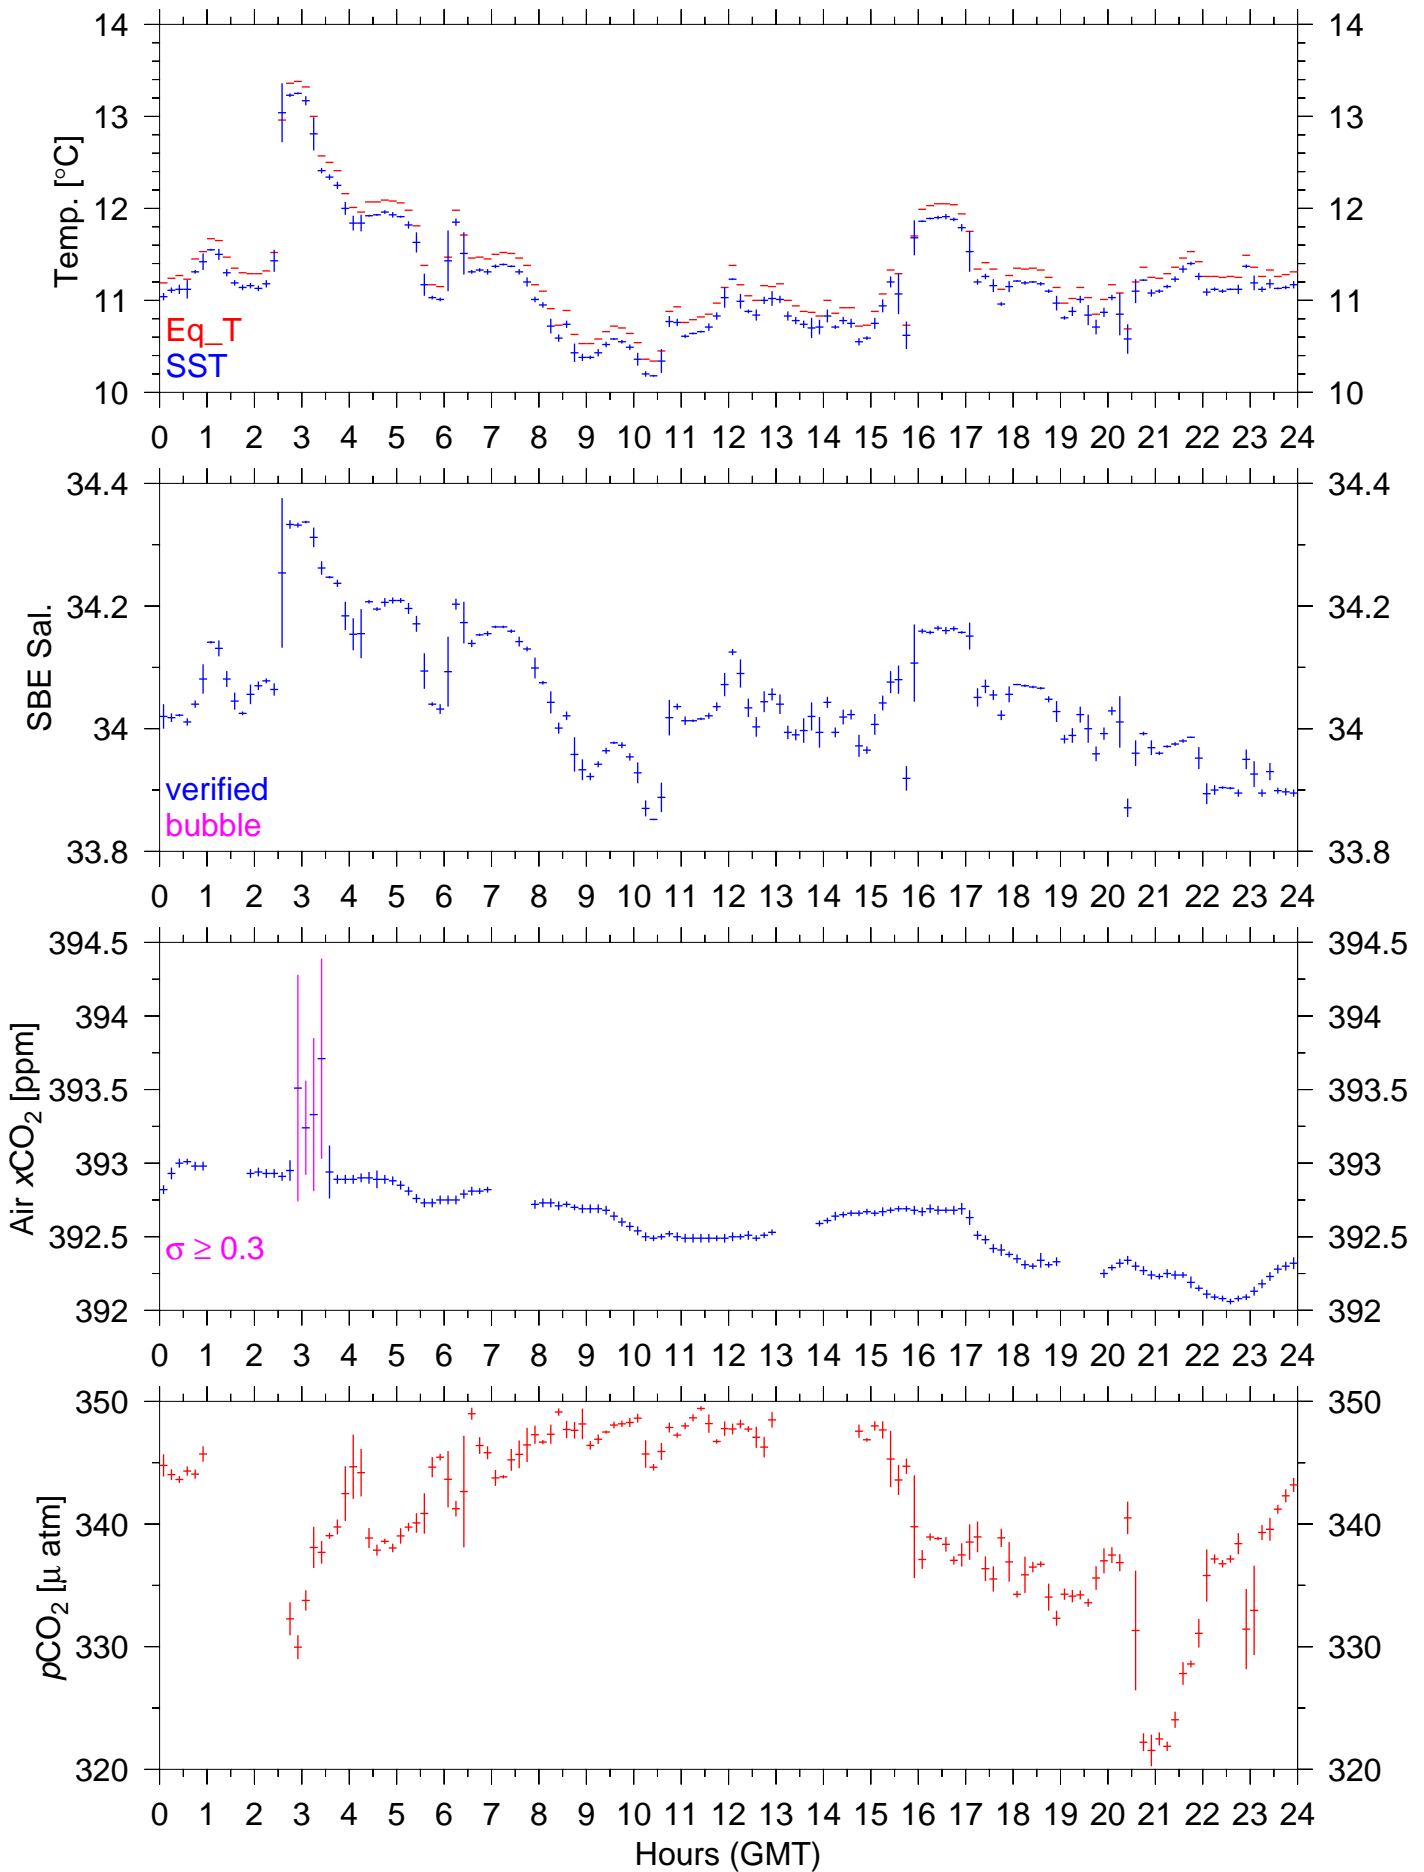 14 14
13 13
12 12
11 11
10 10
Temp. [°C]
Eq_T
SST
0 1 2 3 4 5 6 7 8 9 10 11 12 13 14 15 16 17 18 19 20 21 22 23 24
34.4 34.4
34.2 34.2
34 34
33.8 33.8
SBE Sal.
verified
bubble
0 1 2 3 4 5 6 7 8 9 10 11 12 13 14 15 16 17 18 19 20 21 22 23 24
394.5 394.5
394 394
393.5 393.5
393 393
392.5 392.5
392 392
Air xCO₂ [ppm]
σ ≥ 0.3
0 1 2 3 4 5 6 7 8 9 10 11 12 13 14 15 16 17 18 19 20 21 22 23 24
350 350
340 340
330 330
320 320
pCO₂ [μ atm]
0 1 2 3 4 5 6 7 8 9 10 11 12 13 14 15 16 17 18 19 20 21 22 23 24
Hours (GMT)